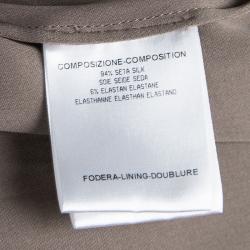 COMPOSIZIONE-COMPOSITION
94% SETA SILK
SOIE SEIDE SEDA
6% ELASTAN ELASTANE
ELASTHANNE ELASTHAN ELASTANO
FODERA-LINING-DOUBLURE